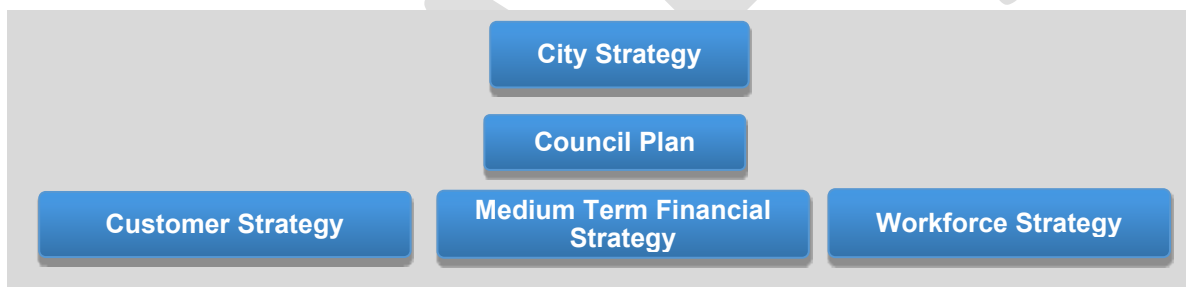 City Strategy
Council Plan
Customer Strategy
Medium Term Financial
Strategy
Workforce Strategy